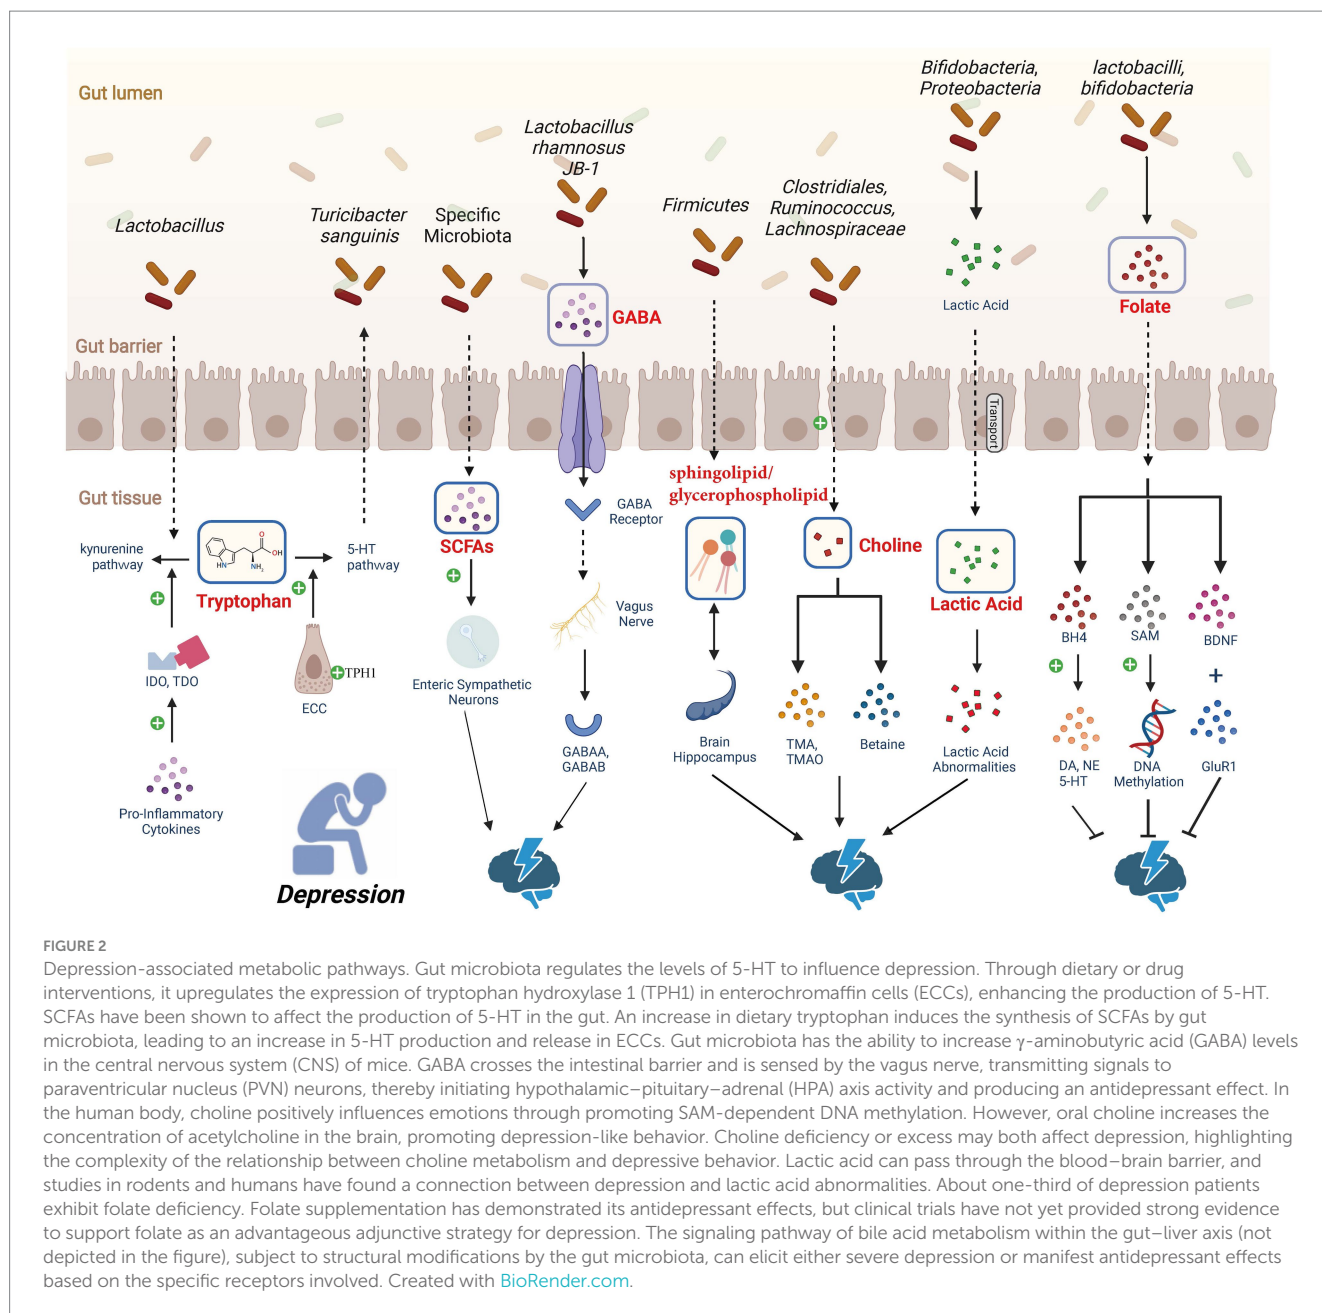 Gut lumen
Bifidobacteria,
Proteobacteria
lactobacilli,
bifidobacteria
Lactobacillus
rhamnosus
JB-1
Clostridiales,
Ruminococcus,
Lachnospiraceae
Firmicutes
Turicibacter
sanguinis
Specific
Microbiota
Lactobacillus
GABA
Lactic Acid
Folate
Gut barrier
Transport
Gut tissue
sphingolipid/
glycerophospholipid
GABA
Receptor
kynurenine
pathway
O
OH
HN
NH2
5-HT
pathway
SCFAs
Choline
Tryptophan
Lactic Acid
Vagus
Nerve
BH4
SAM
BDNF
+
IDO, TDO
TPH1
ECC
Enteric Sympathetic
Neurons
Brain
Hippocampus
TMA,
TMAO
Betaine
Lactic Acid
Abnormalities
GABAA,
GABAB
DA, NE
5-HT
DNA
Methylation
GluR1
Pro-Inflammatory
Cytokines
Depression
FIGURE 2
Depression-associated metabolic pathways. Gut microbiota regulates the levels of 5-HT to influence depression. Through dietary or drug
interventions, it upregulates the expression of tryptophan hydroxylase 1 (TPH1) in enterochromaffin cells (ECCs), enhancing the production of 5-HT.
SCFAs have been shown to affect the production of 5-HT in the gut. An increase in dietary tryptophan induces the synthesis of SCFAs by gut
microbiota, leading to an increase in 5-HT production and release in ECCs. Gut microbiota has the ability to increase γ-aminobutyric acid (GABA) levels
in the central nervous system (CNS) of mice. GABA crosses the intestinal barrier and is sensed by the vagus nerve, transmitting signals to
paraventricular nucleus (PVN) neurons, thereby initiating hypothalamic–pituitary–adrenal (HPA) axis activity and producing an antidepressant effect. In
the human body, choline positively influences emotions through promoting SAM-dependent DNA methylation. However, oral choline increases the
concentration of acetylcholine in the brain, promoting depression-like behavior. Choline deficiency or excess may both affect depression, highlighting
the complexity of the relationship between choline metabolism and depressive behavior. Lactic acid can pass through the blood–brain barrier, and
studies in rodents and humans have found a connection between depression and lactic acid abnormalities. About one-third of depression patients
exhibit folate deficiency. Folate supplementation has demonstrated its antidepressant effects, but clinical trials have not yet provided strong evidence
to support folate as an advantageous adjunctive strategy for depression. The signaling pathway of bile acid metabolism within the gut–liver axis (not
depicted in the figure), subject to structural modifications by the gut microbiota, can elicit either severe depression or manifest antidepressant effects
based on the specific receptors involved. Created with BioRender.com.